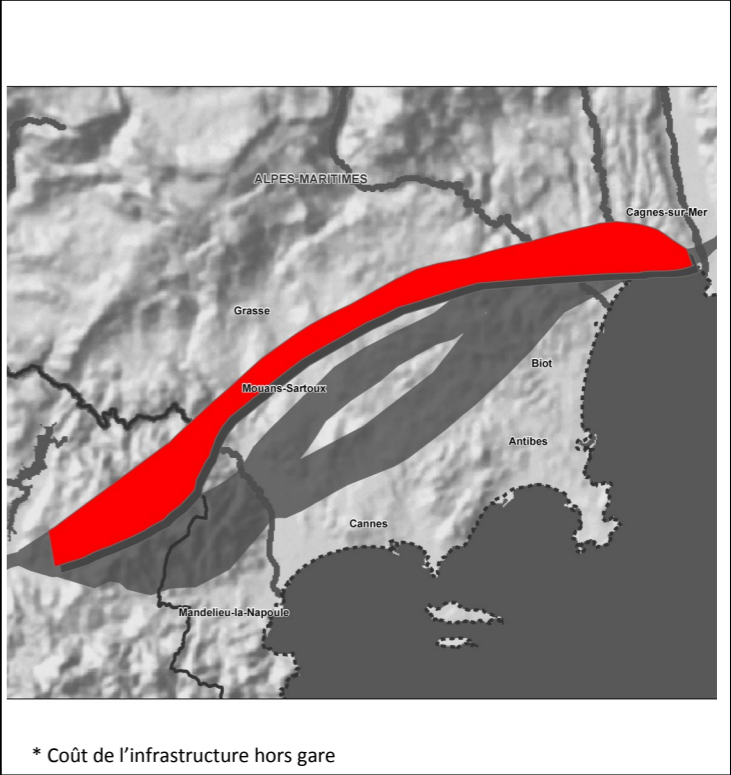 ALPES-MARITIMES
Cagnes-sur-Mer
Grasse
Biot
Mouans-Sartoux
Antibes
Cannes
Mandelieu-la-Napoule
* Coût de l’infrastructure hors gare